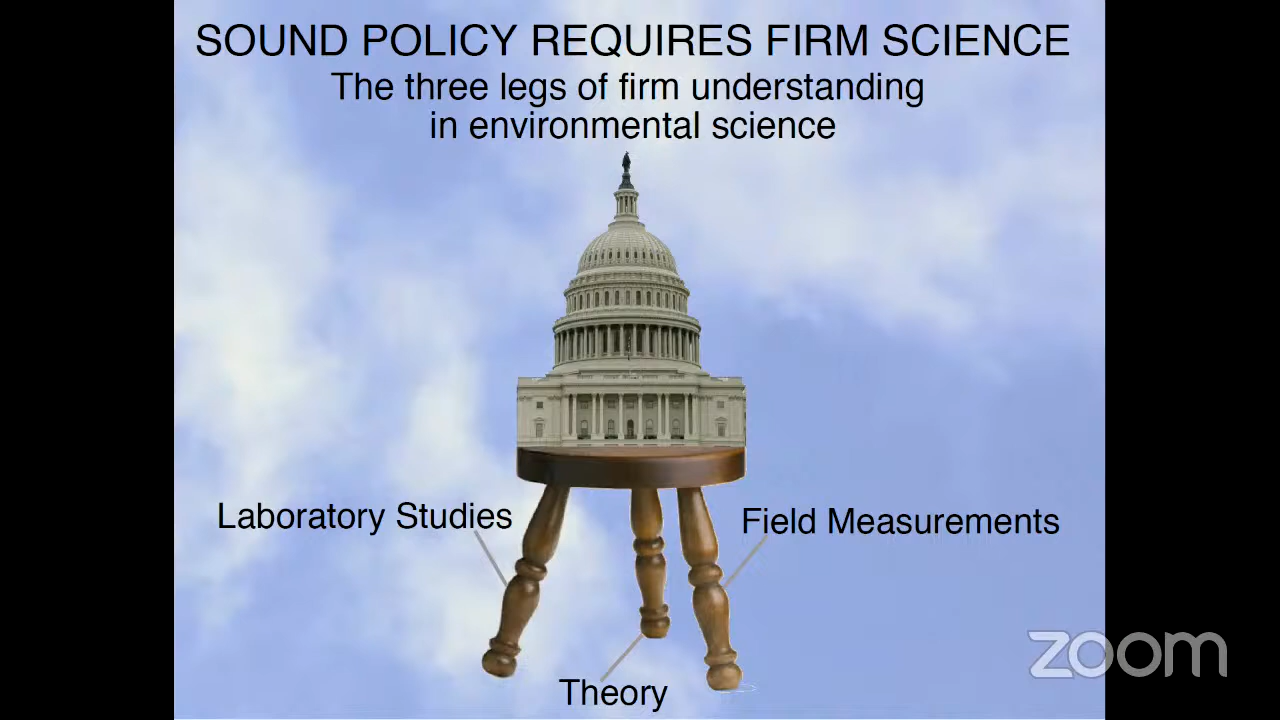 SOUND POLICY REQUIRES FIRM SCIENCE
The three legs of firm understanding
in environmental science
Laboratory Studies
Field Measurements
Theory
zoom